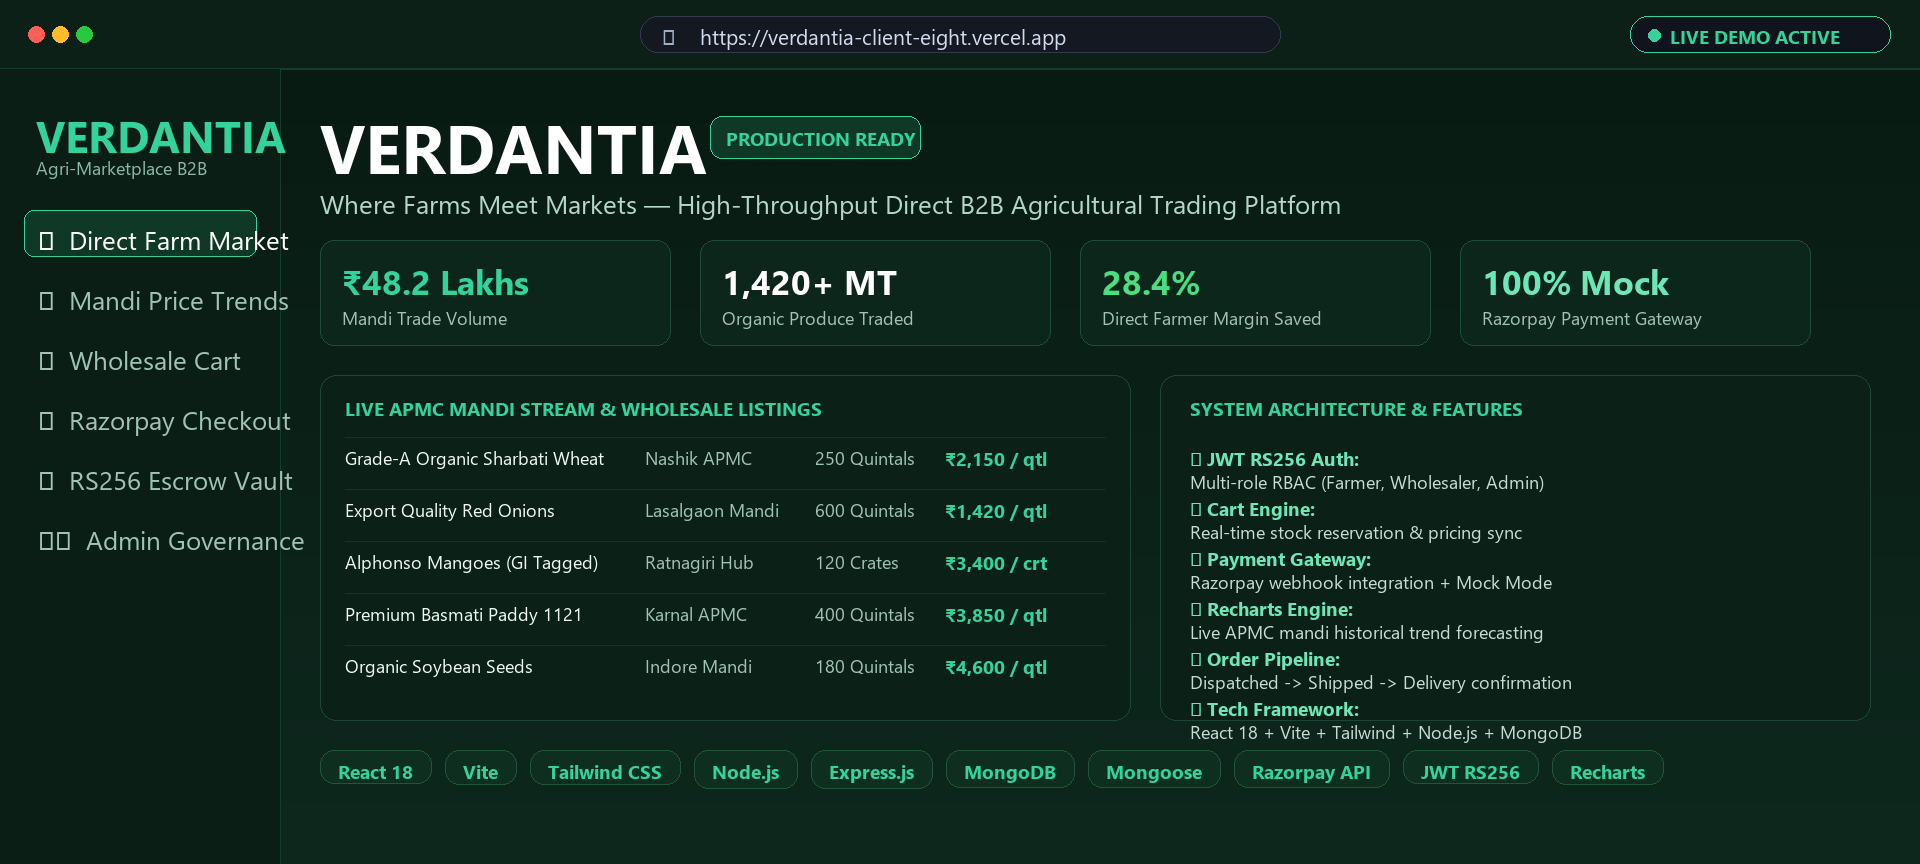 https://verdantia-client-eight.vercel.app
LIVE DEMO ACTIVE
VERDANTIA
Agri-Marketplace B2B
Direct Farm Market
Mandi Price Trends
Wholesale Cart
Razorpay Checkout
RS256 Escrow Vault
Admin Governance
VERDANTIA
PRODUCTION READY
Where Farms Meet Markets — High-Throughput Direct B2B Agricultural Trading Platform
₹48.2 Lakhs
Mandi Trade Volume
1,420+ MT
Organic Produce Traded
28.4%
Direct Farmer Margin Saved
100% Mock
Razorpay Payment Gateway
LIVE APMC MANDI STREAM & WHOLESALE LISTINGS
Grade-A Organic Sharbati Wheat Nashik APMC 250 Quintals ₹2,150 / qtl
Export Quality Red Onions Lasalgaon Mandi 600 Quintals ₹1,420 / qtl
Alphonso Mangoes (GI Tagged) Ratnagiri Hub 120 Crates ₹3,400 / crt
Premium Basmati Paddy 1121 Karnal APMC 400 Quintals ₹3,850 / qtl
Organic Soybean Seeds Indore Mandi 180 Quintals ₹4,600 / qtl
SYSTEM ARCHITECTURE & FEATURES
JWT RS256 Auth:
Multi-role RBAC (Farmer, Wholesaler, Admin)
Cart Engine:
Real-time stock reservation & pricing sync
Payment Gateway:
Razorpay webhook integration + Mock Mode
Recharts Engine:
Live APMC mandi historical trend forecasting
Order Pipeline:
Dispatched -> Shipped -> Delivery confirmation
Tech Framework:
React 18 + Vite + Tailwind + Node.js + MongoDB
React 18 Vite Tailwind CSS Node.js Express.js MongoDB Mongoose Razorpay API JWT RS256 Recharts